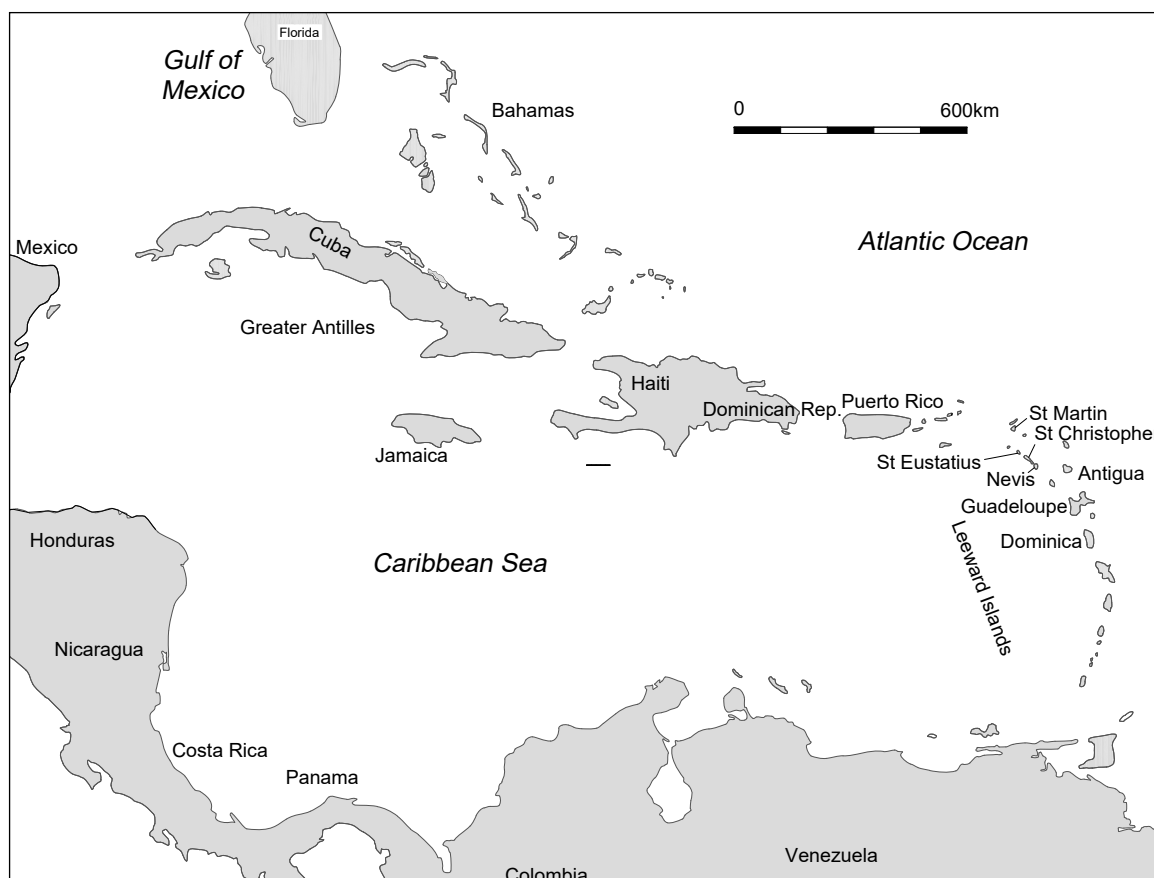 Florida
Gulf of
Mexico
Bahamas
0 600km
Atlantic Ocean
Mexico
Cuba
Greater Antilles
Haiti
Dominican Rep.
Puerto Rico
Jamaica
St Martin
St Christophe
St Eustatius
Nevis
Antigua
Guadeloupe
Dominica
Leeward Islands
Honduras
Caribbean Sea
Nicaragua
Costa Rica
Panama
Venezuela
Colombia